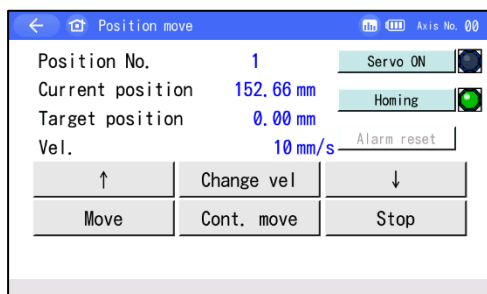 Position move Axis No. 00
Position No. 1 Servo ON
Current position 152.66 mm
Homing
Target position 0.00 mm
Vel. 10 mm/s Alarm reset
↑ Change vel ↓
Move Cont. move Stop